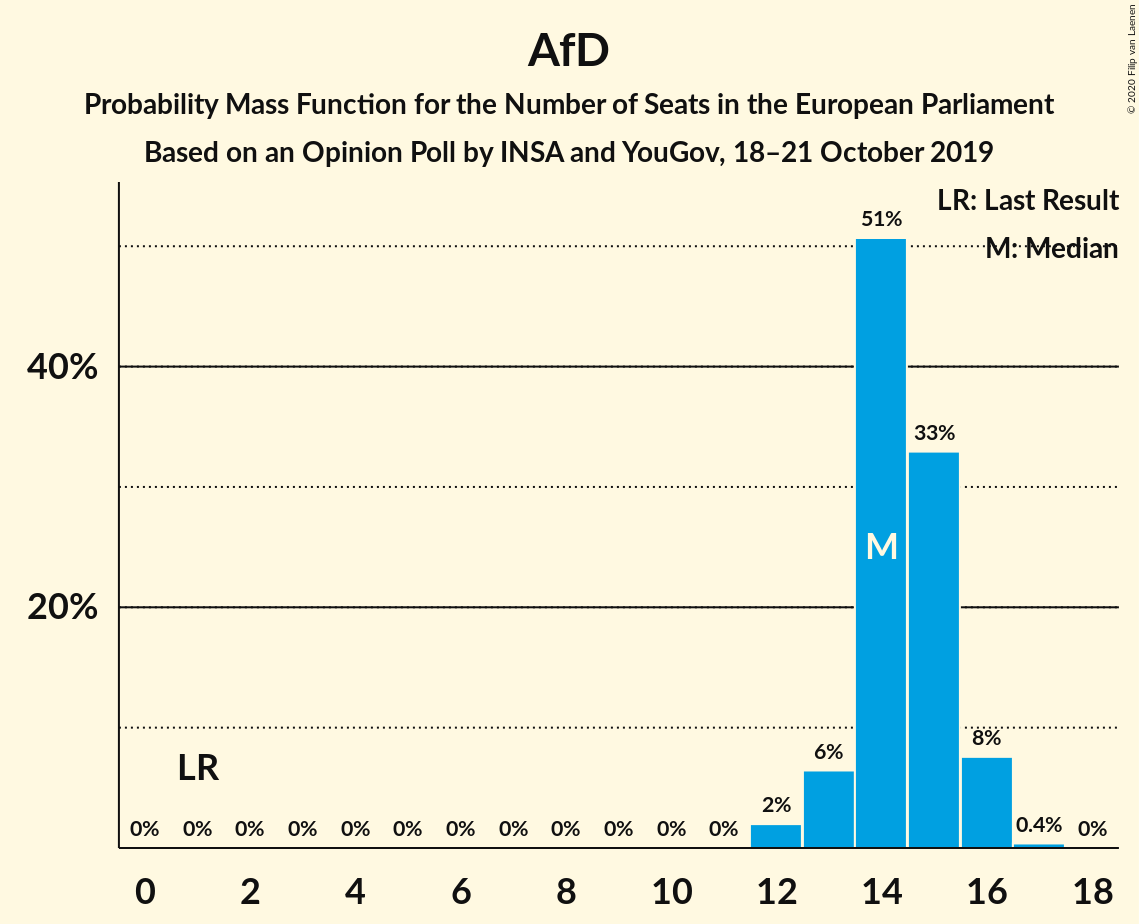 AfD
Probability Mass Function for the Number of Seats in the European Parliament
Based on an Opinion Poll by INSA and YouGov, 18–21 October 2019
© 2020 Filip van Laenen
LR: Last Result
M: Median
51%
40%
33%
M
20%
8%
6%
LR
2%
0% 0% 0% 0% 0% 0% 0% 0% 0% 0% 0% 0% 0.4% 0%
0 2 4 6 8 10 12 14 16 18